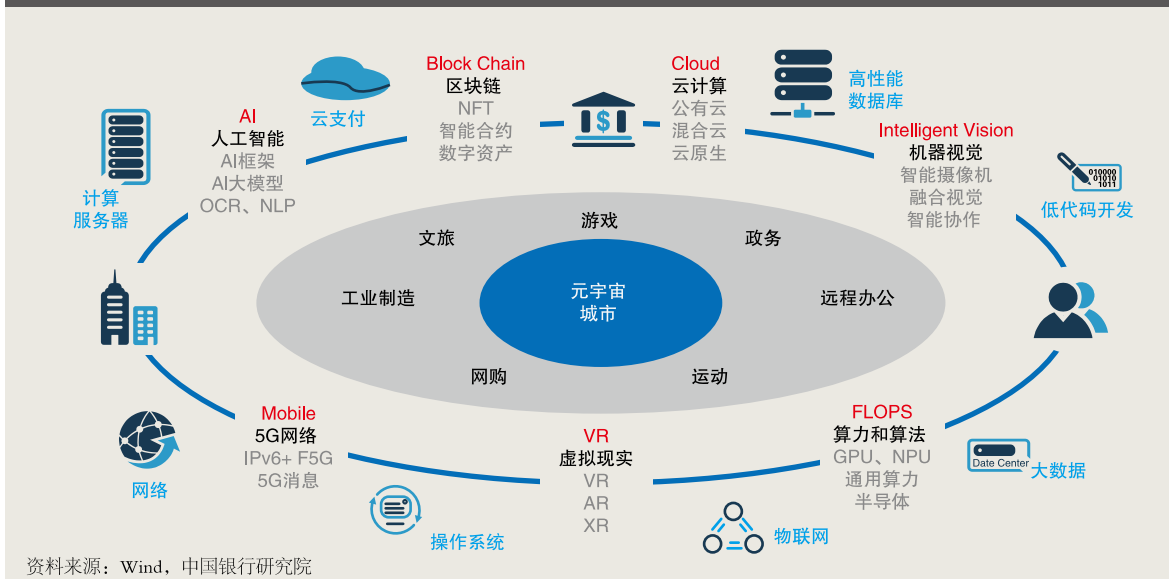 Block Chain
区块链
NFT
智能合约
数字资产
Cloud
云计算
公有云
混合云
云原生
高性能
数据库
云支付
AI
人工智能
AI框架
AI大模型
OCR、NLP
Intelligent Vision
机器视觉
智能摄像机
融合视觉
智能协作
010000
01010
1011
低代码开发
计算
服务器
游戏
文旅
政务
工业制造
元宇宙
城市
远程办公
网购
运动
Mobile
5G网络
IPv6+ F5G
5G消息
VR
虚拟现实
VR
AR
XR
FLOPS
算力和算法
GPU、NPU
通用算力
半导体
Date Center
大数据
网络
操作系统
物联网
资料来源：Wind，中国银行研究院